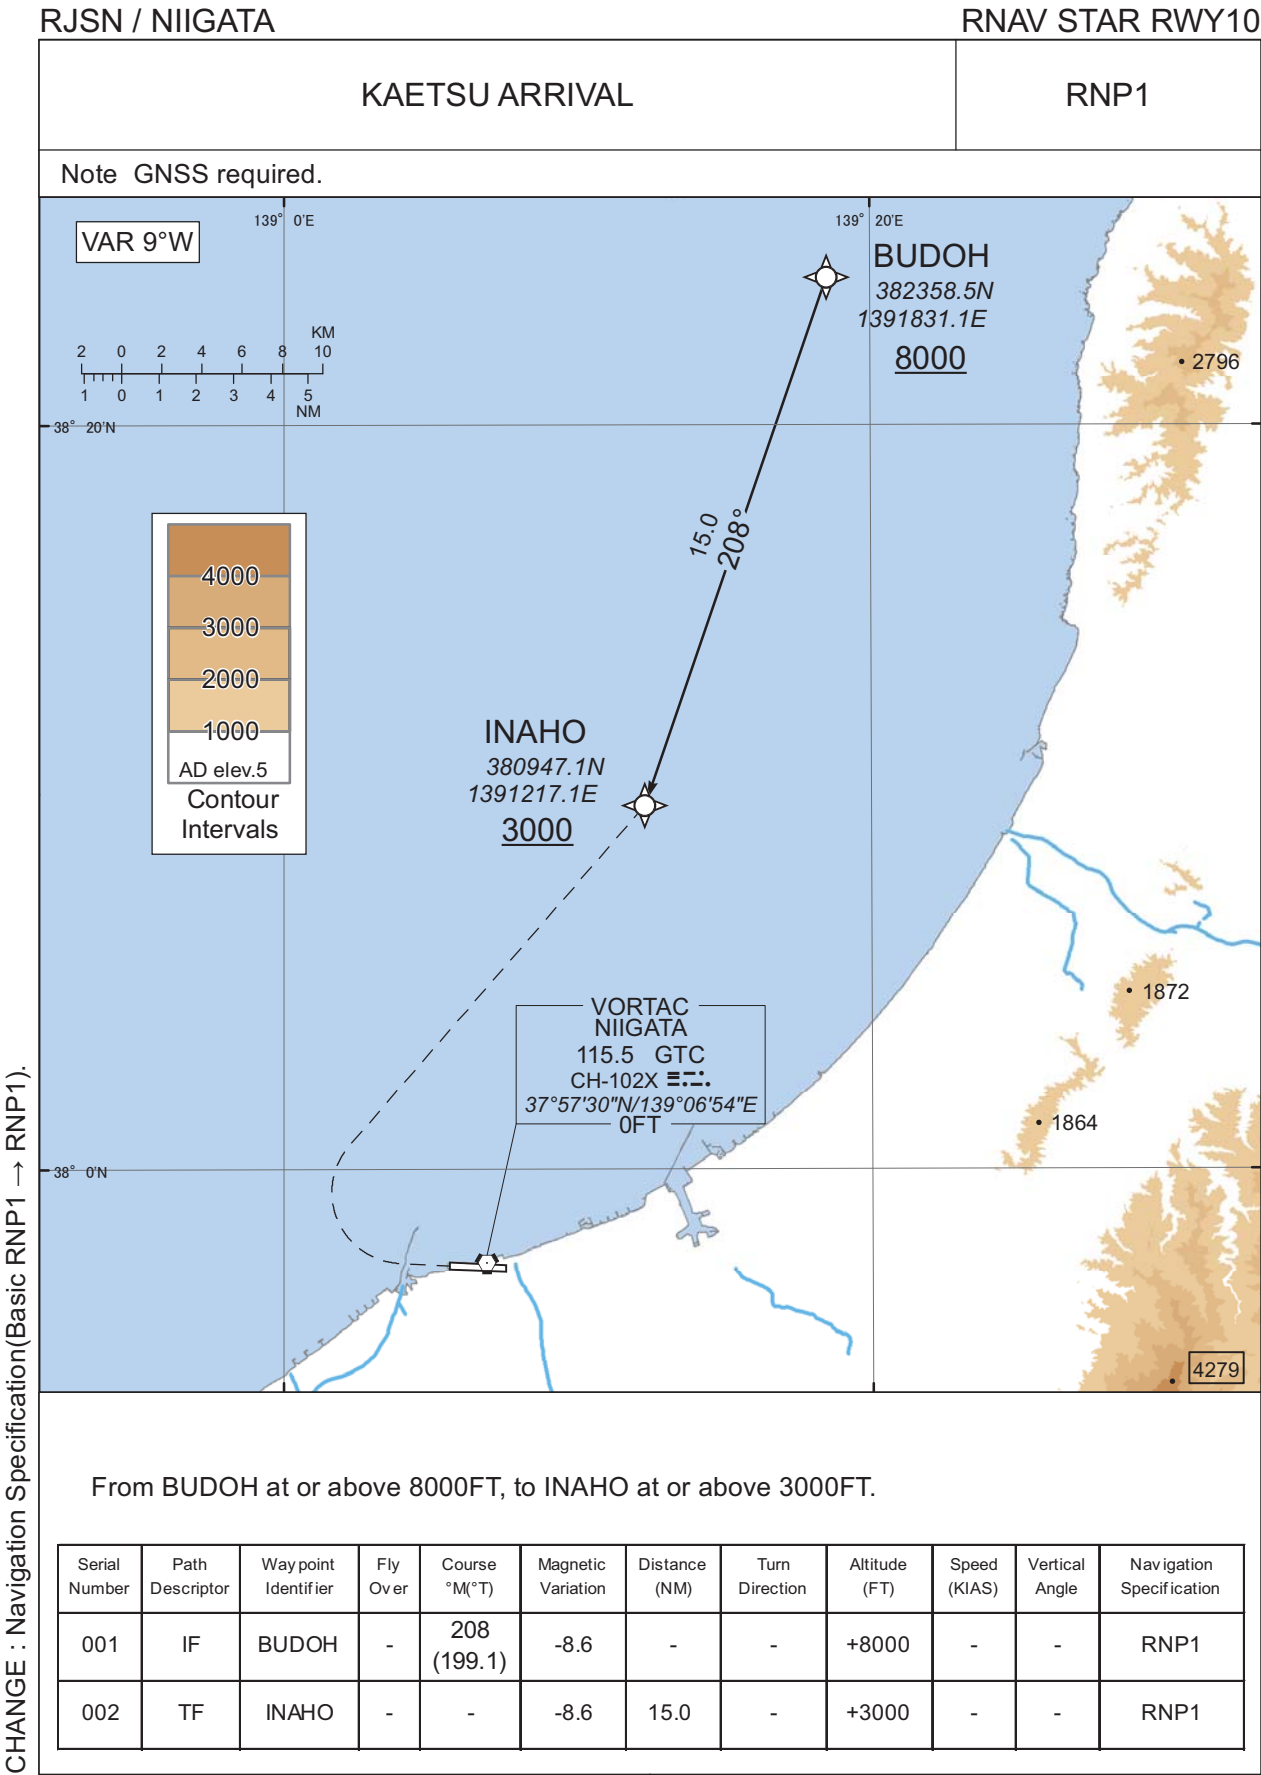 RJSN / NIIGATA
RNAV STAR RWY10
KAETSU ARRIVAL
RNP1
Note GNSS required.
139° 0'E
139° 20'E
VAR 9°W
BUDOH
382358.5N
1391831.1E
8000
KM
2 0 2 4 6 8 10
1 0 1 2 3 4 5
NM
2796
38° 20'N
15.0
208°
4000
3000
2000
1000
AD elev.5
Contour
Intervals
INAHO
380947.1N
1391217.1E
3000
VORTAC
NIIGATA
115.5 GTC
CH-102X
37°57'30"N/139°06'54"E
0FT
1872
1864
38° 0'N
4279
CHANGE : Navigation Specification(Basic RNP1 → RNP1).
From BUDOH at or above 8000FT, to INAHO at or above 3000FT.
Serial Number Path Descriptor Waypoint Identifier Fly Over Course °M(°T) Magnetic Variation Distance (NM) Turn Direction Altitude (FT) Speed (KIAS) Vertical Angle Navigation Specification
001 IF BUDOH - 208 (199.1) -8.6 - - +8000 - - RNP1
002 TF INAHO - - -8.6 15.0 - +3000 - - RNP1